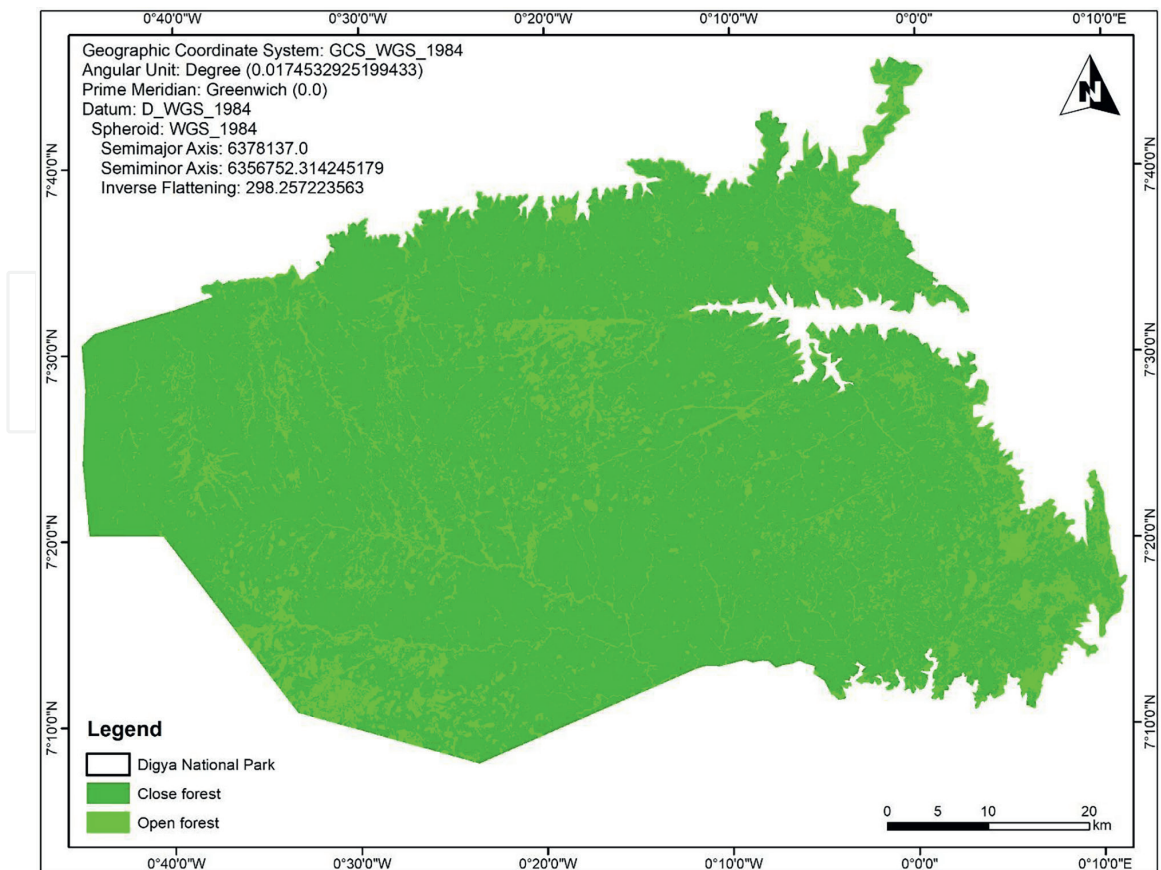 0°40'0"W 0°30'0"W 0°20'0"W 0°10'0"W 0°0'0" 0°10'0"E
Geographic Coordinate System: GCS_WGS_1984
Angular Unit: Degree (0.0174532925199433)
Prime Meridian: Greenwich (0.0)
Datum: D_WGS_1984
Spheroid: WGS_1984
Semimajor Axis: 6378137.0
Semiminor Axis: 6356752.314245179
Inverse Flattening: 298.257223563
N
7°40'0"N 7°40'0"N
7°30'0"N 7°30'0"N
7°20'0"N 7°20'0"N
7°10'0"N 7°10'0"N
Legend
Digya National Park
Close forest
Open forest
0 5 10 20
km
0°40'0"W 0°30'0"W 0°20'0"W 0°10'0"W 0°0'0" 0°10'0"E